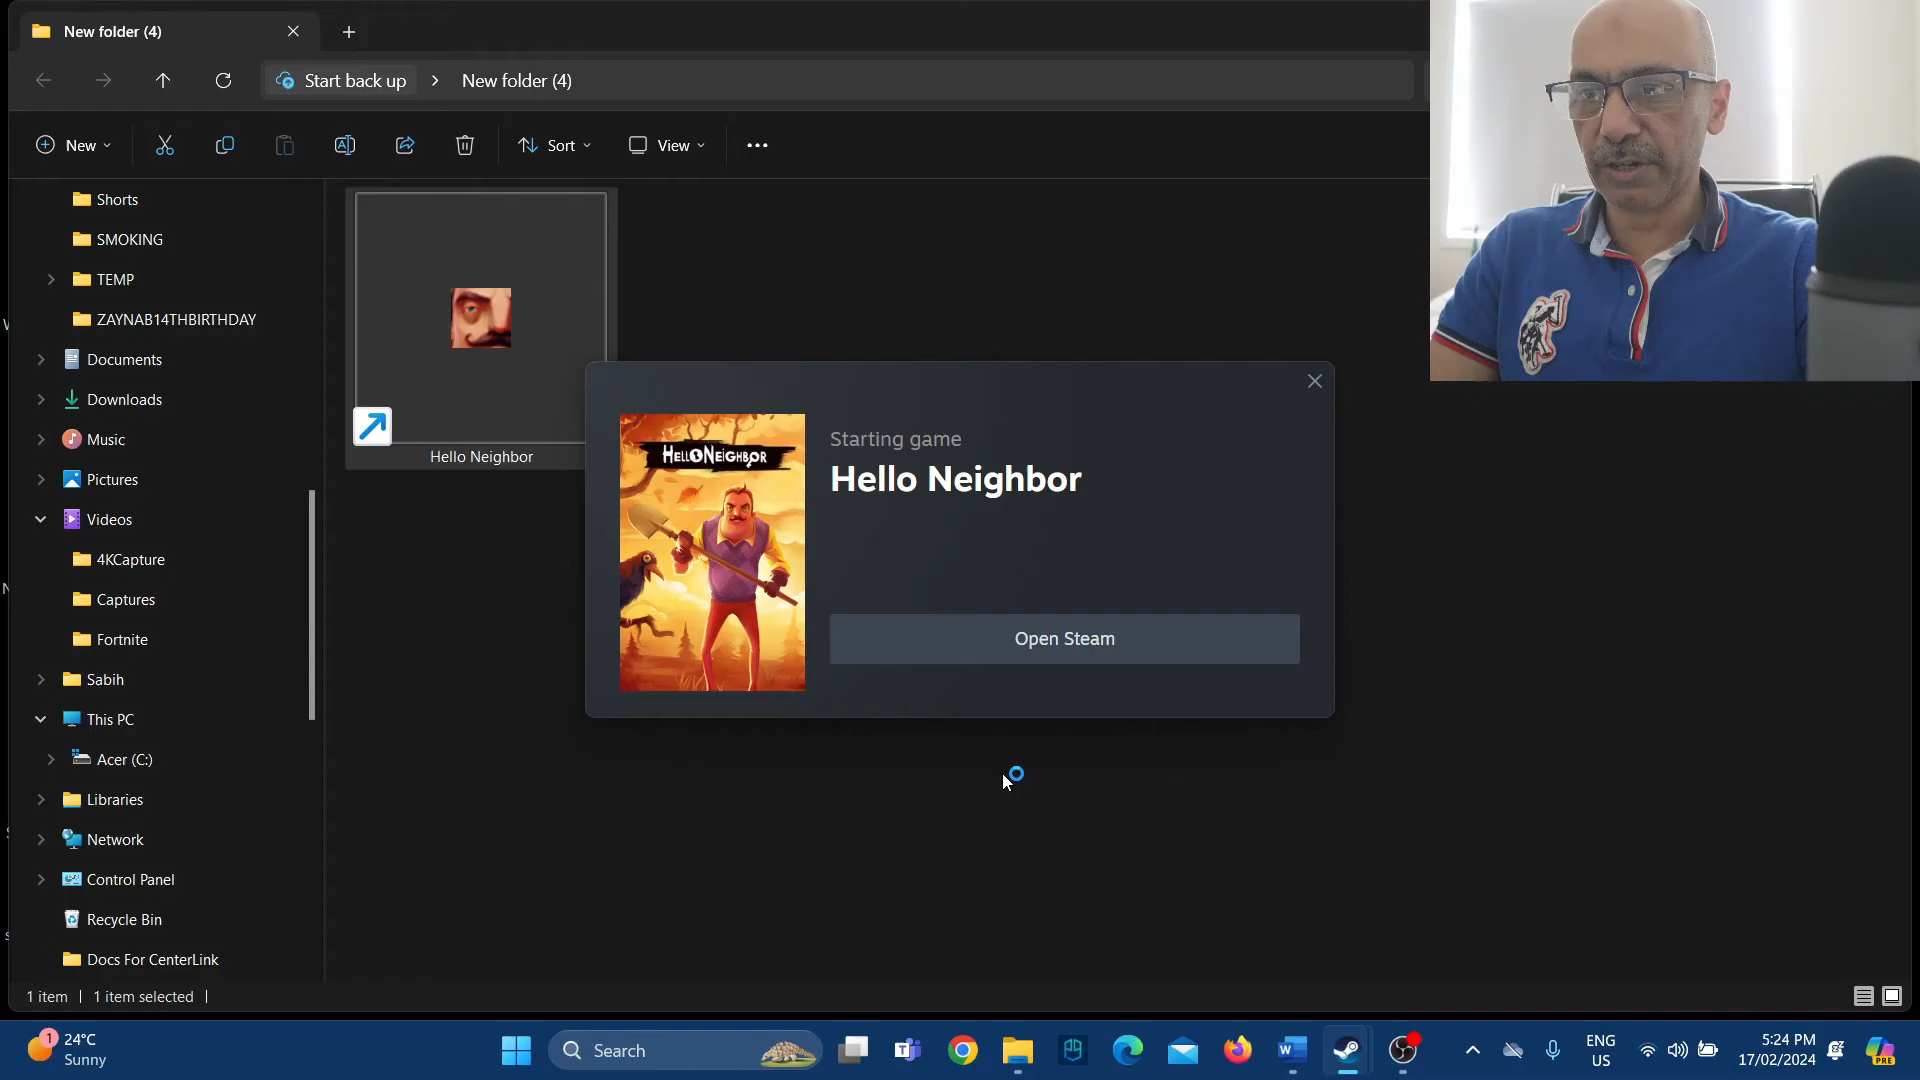 New folder (4)
Start back up
New folder (4)
New
Sort
View
Shorts
SMOKING
TEMP
ZAYNAB14THBIRTHDAY
Documents
Downloads
Music
Pictures
Videos
4KCapture
Captures
Fortnite
Sabih
This PC
Acer (C:)
Libraries
Network
Control Panel
Recycle Bin
Docs For CenterLink
Hello Neighbor
HELLO NEIGHBOR
Starting game
Hello Neighbor
Open Steam
1 item
1 item selected
1
24°C
Sunny
Search
ENG
US
5:24 PM
17/02/2024
PRE